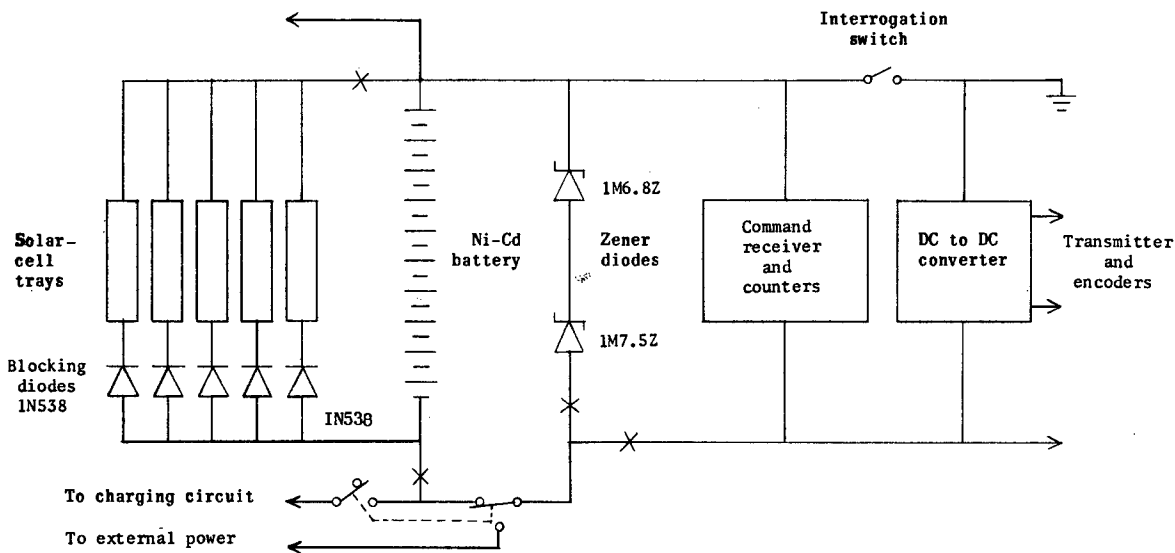 Interrogation
switch
Solar-
cell
trays
Ni-Cd
battery
1M6.8Z
Zener
diodes
1M7.5Z
Command
receiver
and
counters
DC to DC
converter
Transmitter
and
encoders
Blocking
diodes
1N538
IN538
To charging circuit
To external power